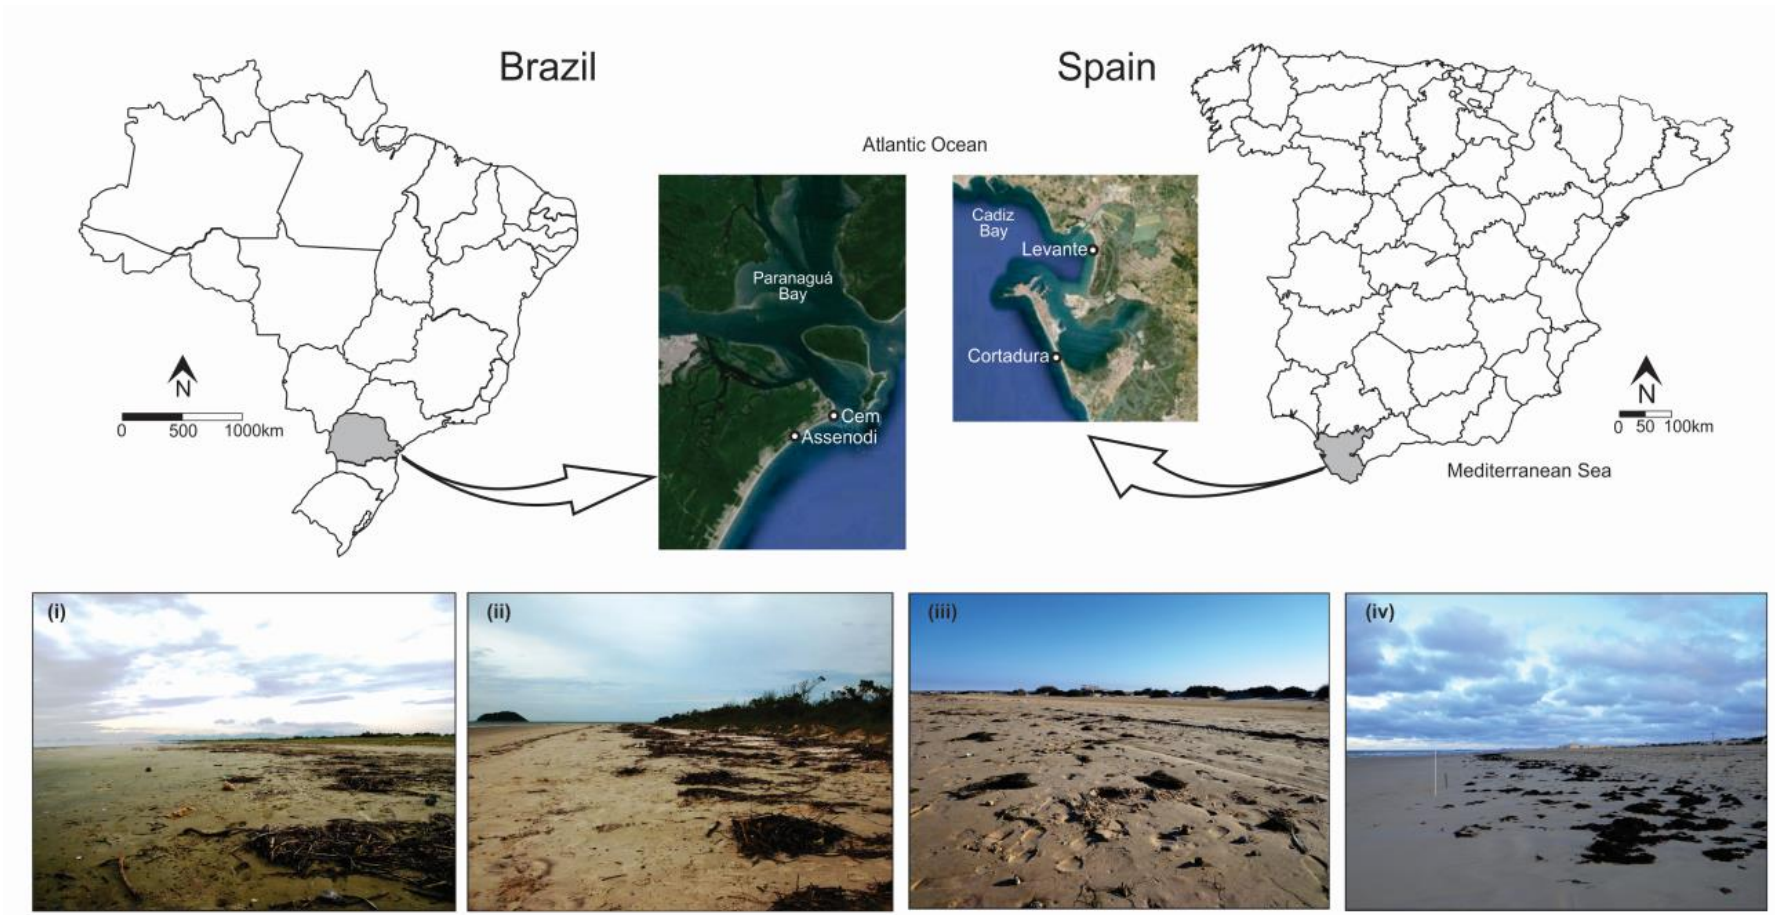 Brazil
Spain
Atlantic Ocean
Paranaguá
Bay
Cem
Assenodi
Cadiz
Bay
Levante
Cortadura
N
0 500 1000km
N
0 50 100km
Mediterranean Sea
(i)
(ii)
(iii)
(iv)